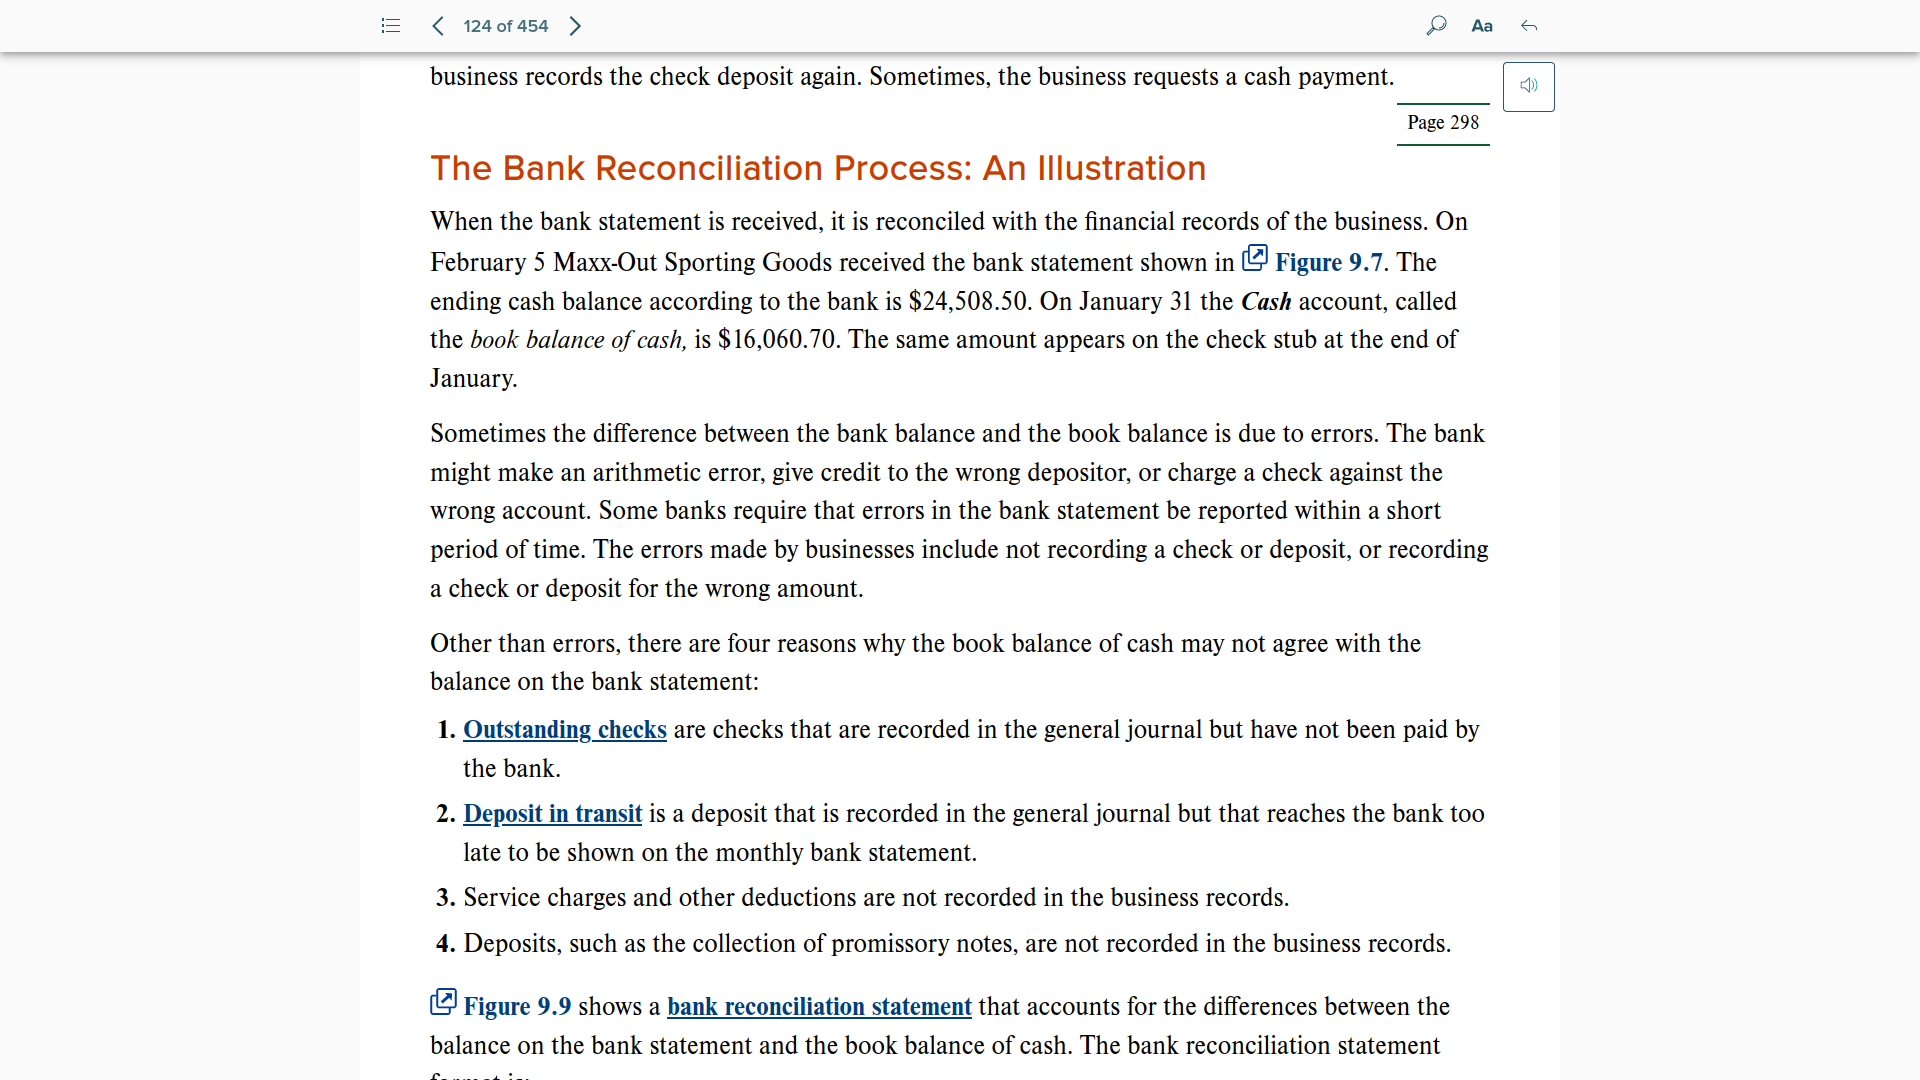 124 of 454
Aa
business records the check deposit again. Sometimes, the business requests a cash payment.
Page 298
The Bank Reconciliation Process: An Illustration
When the bank statement is received, it is reconciled with the financial records of the business. On
February 5 Maxx-Out Sporting Goods received the bank statement shown in Figure 9.7. The
ending cash balance according to the bank is $24,508.50. On January 31 the Cash account, called
the book balance of cash, is $16,060.70. The same amount appears on the check stub at the end of
January.
Sometimes the difference between the bank balance and the book balance is due to errors. The bank
might make an arithmetic error, give credit to the wrong depositor, or charge a check against the
wrong account. Some banks require that errors in the bank statement be reported within a short
period of time. The errors made by businesses include not recording a check or deposit, or recording
a check or deposit for the wrong amount.
Other than errors, there are four reasons why the book balance of cash may not agree with the
balance on the bank statement:
1. Outstanding checks are checks that are recorded in the general journal but have not been paid by
the bank.
2. Deposit in transit is a deposit that is recorded in the general journal but that reaches the bank too
late to be shown on the monthly bank statement.
3. Service charges and other deductions are not recorded in the business records.
4. Deposits, such as the collection of promissory notes, are not recorded in the business records.
Figure 9.9 shows a bank reconciliation statement that accounts for the differences between the
balance on the bank statement and the book balance of cash. The bank reconciliation statement